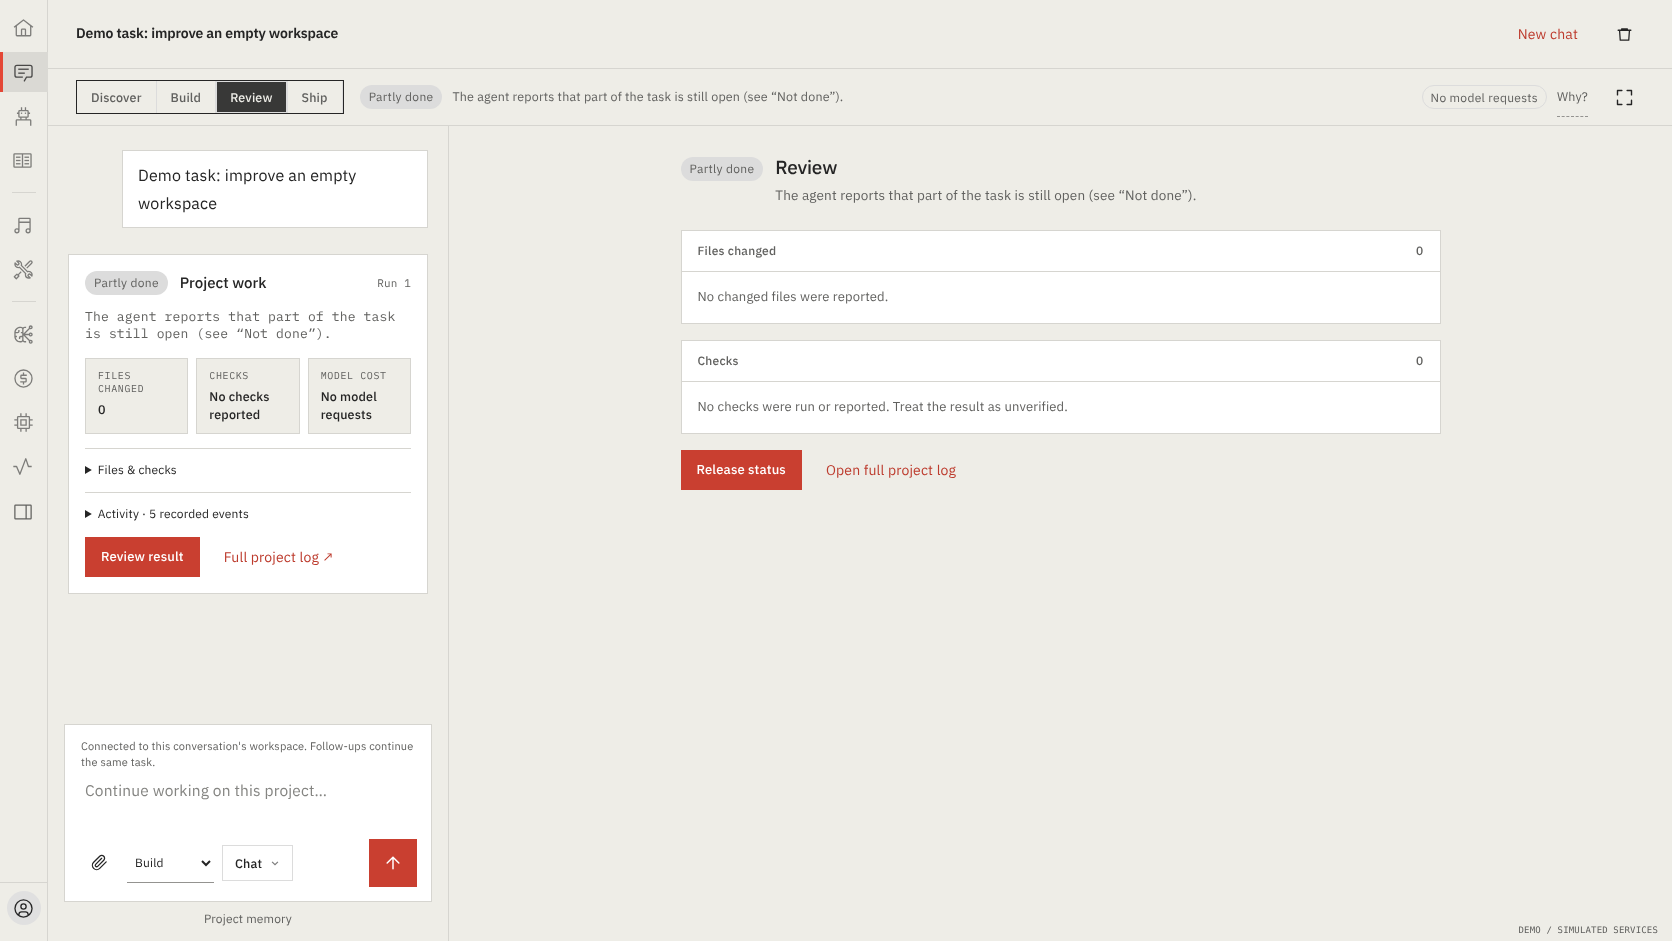 Demo task: improve an empty workspace
New chat
Discover
Build
Review
Ship
Partly done
The agent reports that part of the task is still open (see “Not done”).
No model requests
Why?
Demo task: improve an empty
workspace
Partly done
Project work
Run 1
The agent reports that part of the task
is still open (see “Not done”).
FILES
CHANGED
0
CHECKS
No checks
reported
MODEL COST
No model
requests
Files & checks
Activity · 5 recorded events
Review result
Full project log ↗
Connected to this conversation's workspace. Follow-ups continue
the same task.
Continue working on this project...
Build
Chat
Project memory
Partly done
Review
The agent reports that part of the task is still open (see “Not done”).
Files changed
0
No changed files were reported.
Checks
0
No checks were run or reported. Treat the result as unverified.
Release status
Open full project log
DEMO / SIMULATED SERVICES